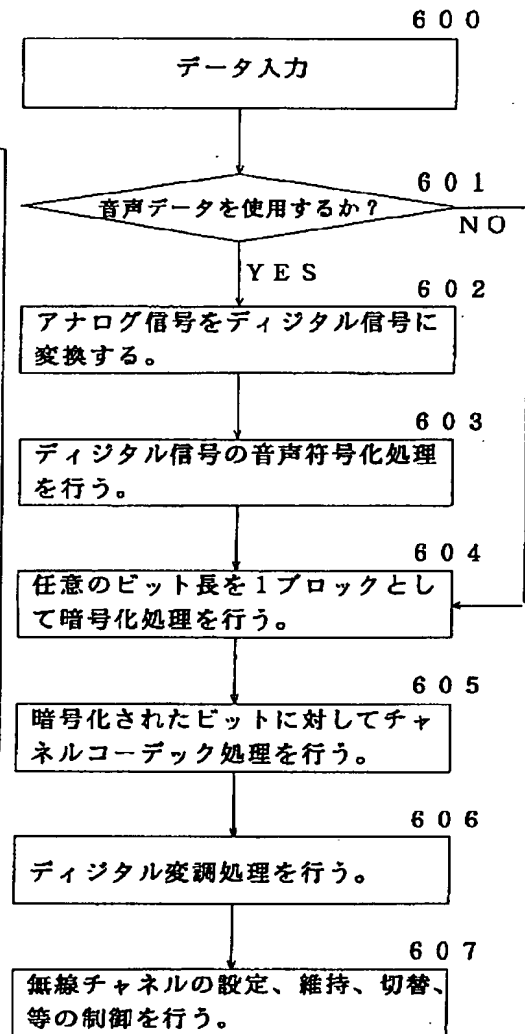 600
データ入力
601
音声データを使用するか?
NO
YES
602
アナログ信号をディジタル信号に
変換する。
603
ディジタル信号の音声符号化処理
を行う。
604
任意のビット長を1ブロックとし
て暗号化処理を行う。
605
暗号化されたビットに対してチャ
ネルコーデック処理を行う。
606
ディジタル変調処理を行う。
607
無線チャネルの設定、維持、切替、
等の制御を行う。